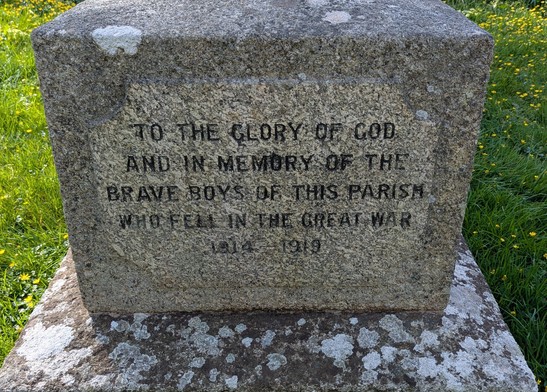 TO THE GLORY OF GOD
AND IN MEMORY OF THE
BRAVE BOYS OF THIS PARISH
WHO FELL IN THE GREAT WAR
1914 - 1919